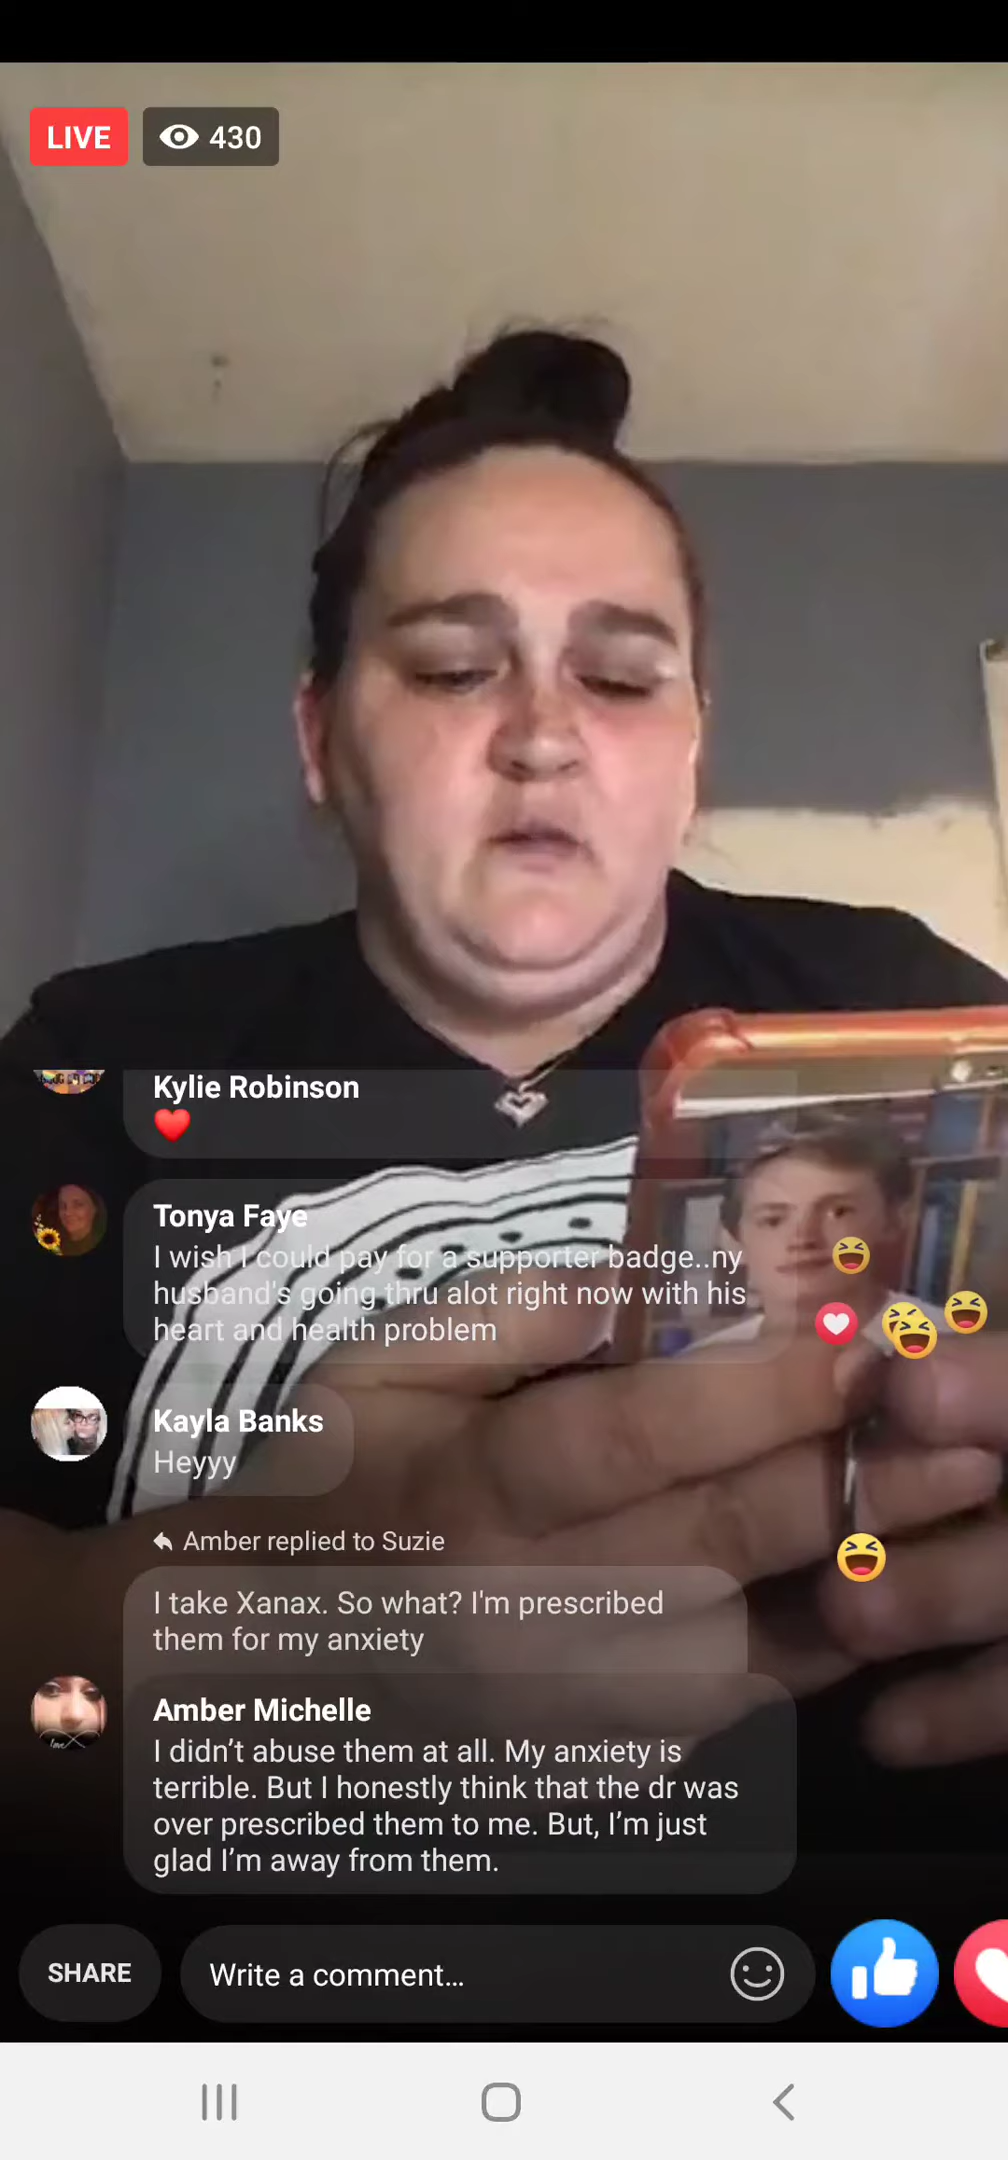 LIVE 430
Kylie Robinson
Tonya Faye
I wish I could pay for a supporter badge..ny
husband's going thru alot right now with his
heart and health problem
Kayla Banks
Heyyy
Amber replied to Suzie
I take Xanax. So what? I'm prescribed
them for my anxiety
Amber Michelle
I didn’t abuse them at all. My anxiety is
terrible. But I honestly think that the dr was
over prescribed them to me. But, I’m just
glad I’m away from them.
SHARE Write a comment…